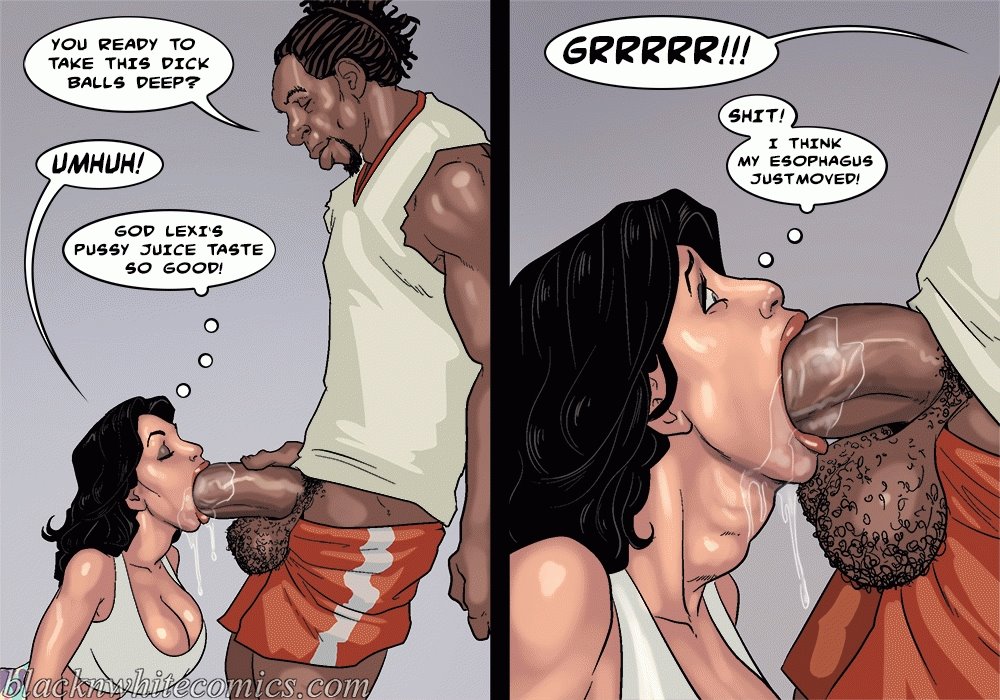 YOU READY TO
TAKE THIS DICK
BALLS DEEP?
UMHUH!
GOD LEXI'S
PUSSY JUICE TASTE
SO GOOD!
GRRRRR!!!
SHIT!
I THINK
MY ESOPHAGUS
JUSTMOVED!
blacknwhitecomics.com